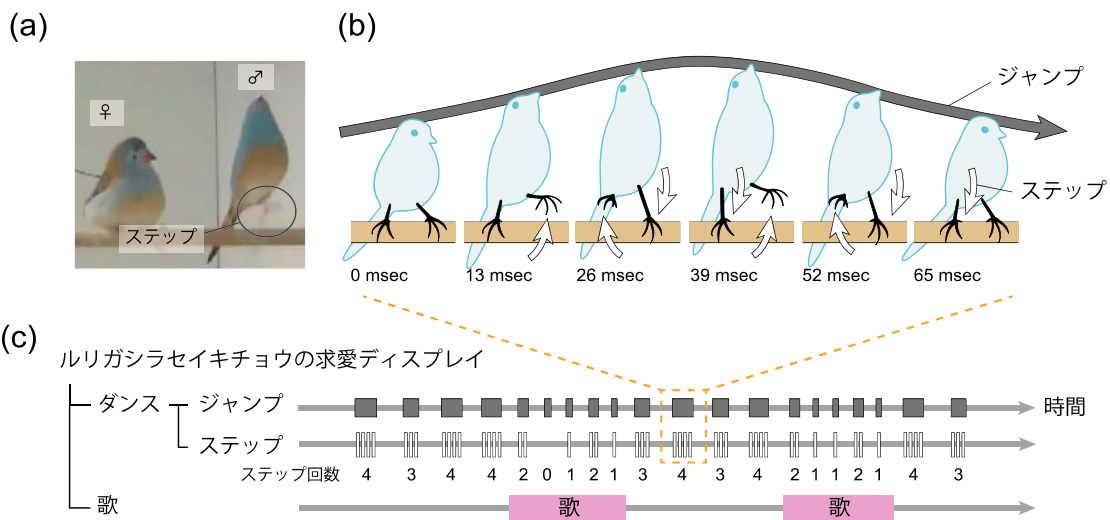 (a)
♀
♂
ステップ
(b)
ジャンプ
ステップ
0 msec
13 msec
26 msec
39 msec
52 msec
65 msec
(c)
ルリガシラセイキチョウの求愛ディスプレイ
ダンス
ジャンプ
時間
ステップ
ステップ回数
4 3 4 4 2 0 1 2 1 3 4 3 4 2 1 1 2 1 4 3
歌
歌
歌